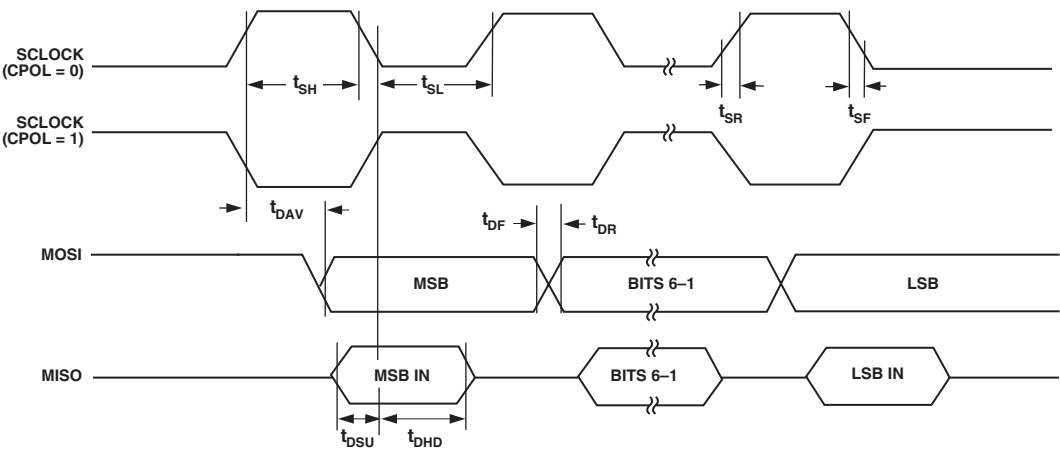 SCLOCK
(CPOL = 0)
tSH
tSL
tSR
tSF
SCLOCK
(CPOL = 1)
tDAV
tDF
tDR
MOSI
MSB
BITS 6–1
LSB
MISO
MSB IN
BITS 6–1
LSB IN
tDSU
tDHD